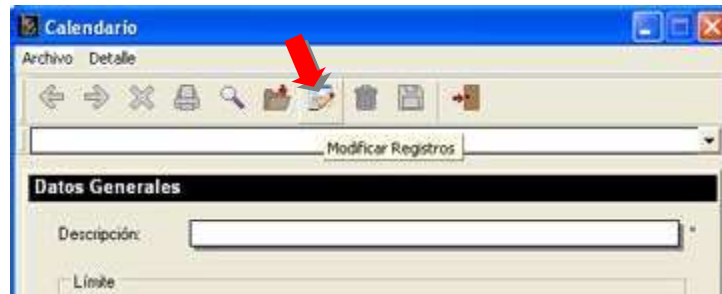 Calendario
Archivo Detalle
Modificar Registros
Datos Generales
Descripción: *
Límite